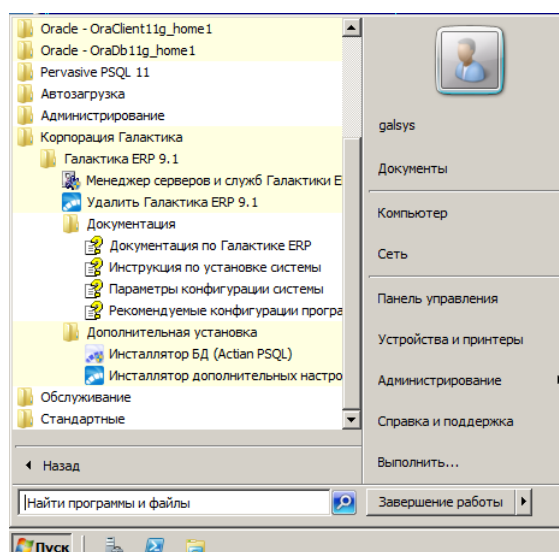 Oracle - OraClient11g_home1
Oracle - OraDb11g_home1
Pervasive PSQL 11
Автозагрузка
Администрирование
Корпорация Галактика
Галактика ERP 9.1
Менеджер серверов и служб Галактики E
Удалить Галактика ERP 9.1
Документация
Документация по Галактике ERP
Инструкция по установке системы
Параметры конфигурации системы
Рекомендуемые конфигурации програ
Дополнительная установка
Инсталлятор БД (Actian PSQL)
Инсталлятор дополнительных настро
Обслуживание
Стандартные
Назад
Найти программы и файлы
galsys
Документы
Компьютер
Сеть
Панель управления
Устройства и принтеры
Администрирование
Справка и поддержка
Выполнить...
Завершение работы
Пуск